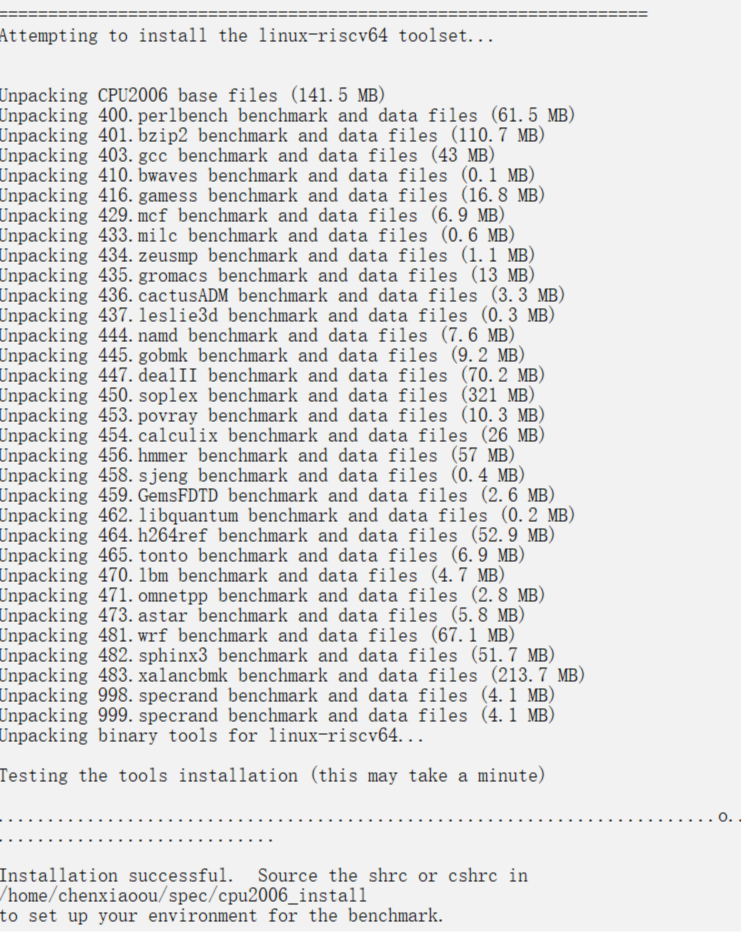 =================================================================
Attempting to install the linux-riscv64 toolset...
Unpacking CPU2006 base files (141.5 MB)
Unpacking 400.perlbench benchmark and data files (61.5 MB)
Unpacking 401.bzip2 benchmark and data files (110.7 MB)
Unpacking 403.gcc benchmark and data files (43 MB)
Unpacking 410.bwaves benchmark and data files (0.1 MB)
Unpacking 416.gamess benchmark and data files (16.8 MB)
Unpacking 429.mcf benchmark and data files (6.9 MB)
Unpacking 433.milc benchmark and data files (0.6 MB)
Unpacking 434.zeusmp benchmark and data files (1.1 MB)
Unpacking 435.gromacs benchmark and data files (13 MB)
Unpacking 436.cactusADM benchmark and data files (3.3 MB)
Unpacking 437.leslie3d benchmark and data files (0.3 MB)
Unpacking 444.namd benchmark and data files (7.6 MB)
Unpacking 445.gobmk benchmark and data files (9.2 MB)
Unpacking 447.dealII benchmark and data files (70.2 MB)
Unpacking 450.soplex benchmark and data files (321 MB)
Unpacking 453.povray benchmark and data files (10.3 MB)
Unpacking 454.calculix benchmark and data files (26 MB)
Unpacking 456.hmmer benchmark and data files (57 MB)
Unpacking 458.sjeng benchmark and data files (0.4 MB)
Unpacking 459.GemsFDTD benchmark and data files (2.6 MB)
Unpacking 462.libquantum benchmark and data files (0.2 MB)
Unpacking 464.h264ref benchmark and data files (52.9 MB)
Unpacking 465.tonto benchmark and data files (6.9 MB)
Unpacking 470.lbm benchmark and data files (4.7 MB)
Unpacking 471.omnetpp benchmark and data files (2.8 MB)
Unpacking 473.astar benchmark and data files (5.8 MB)
Unpacking 481.wrf benchmark and data files (67.1 MB)
Unpacking 482.sphinx3 benchmark and data files (51.7 MB)
Unpacking 483.xalancbmk benchmark and data files (213.7 MB)
Unpacking 998.specrand benchmark and data files (4.1 MB)
Unpacking 999.specrand benchmark and data files (4.1 MB)
Unpacking binary tools for linux-riscv64...
Testing the tools installation (this may take a minute)
........................................................................o..
............................
Installation successful.  Source the shrc or cshrc in
/home/chenxiaoou/spec/cpu2006_install
to set up your environment for the benchmark.